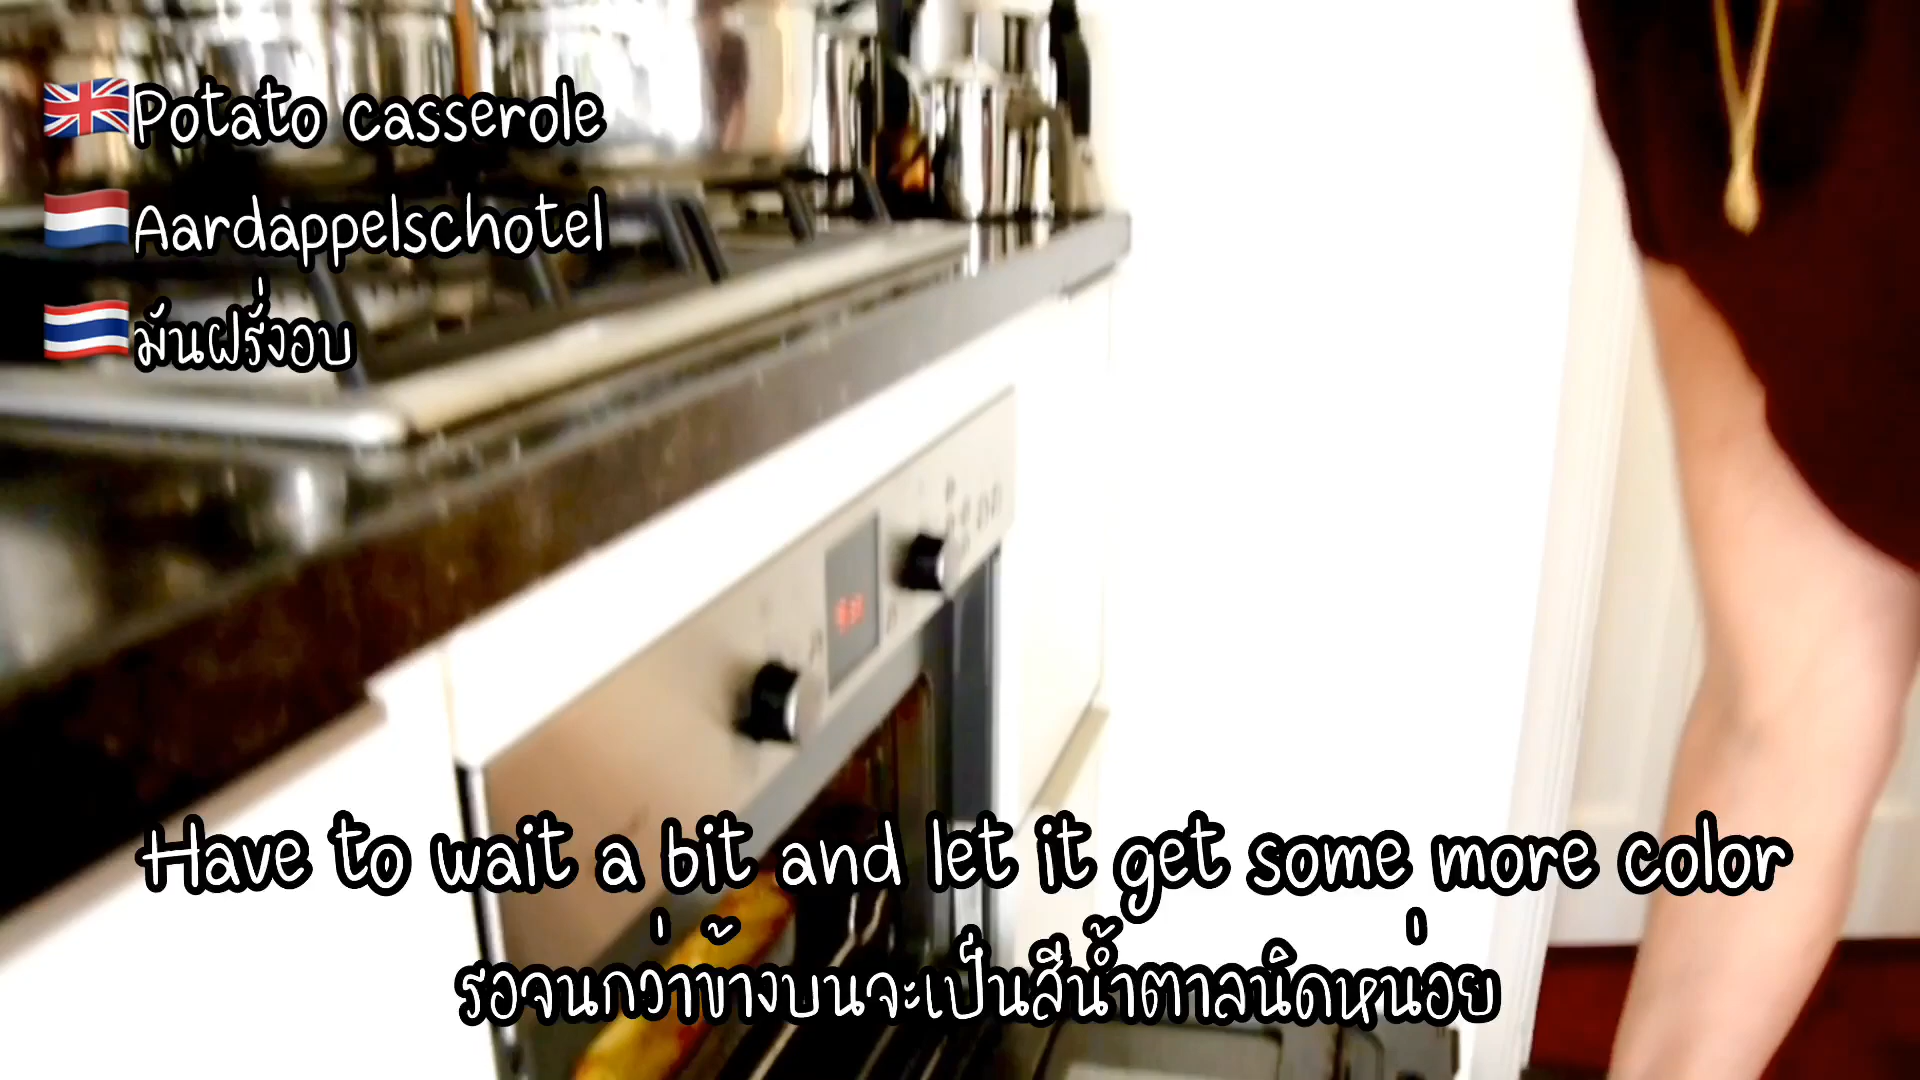 Potato casserole
Aardappelschotel
มันฝรั่งอบ
Have to wait a bit and let it get some more color
รอจนกว่าข้างบนจะเป็นสีน้ำตาลนิดหน่อย